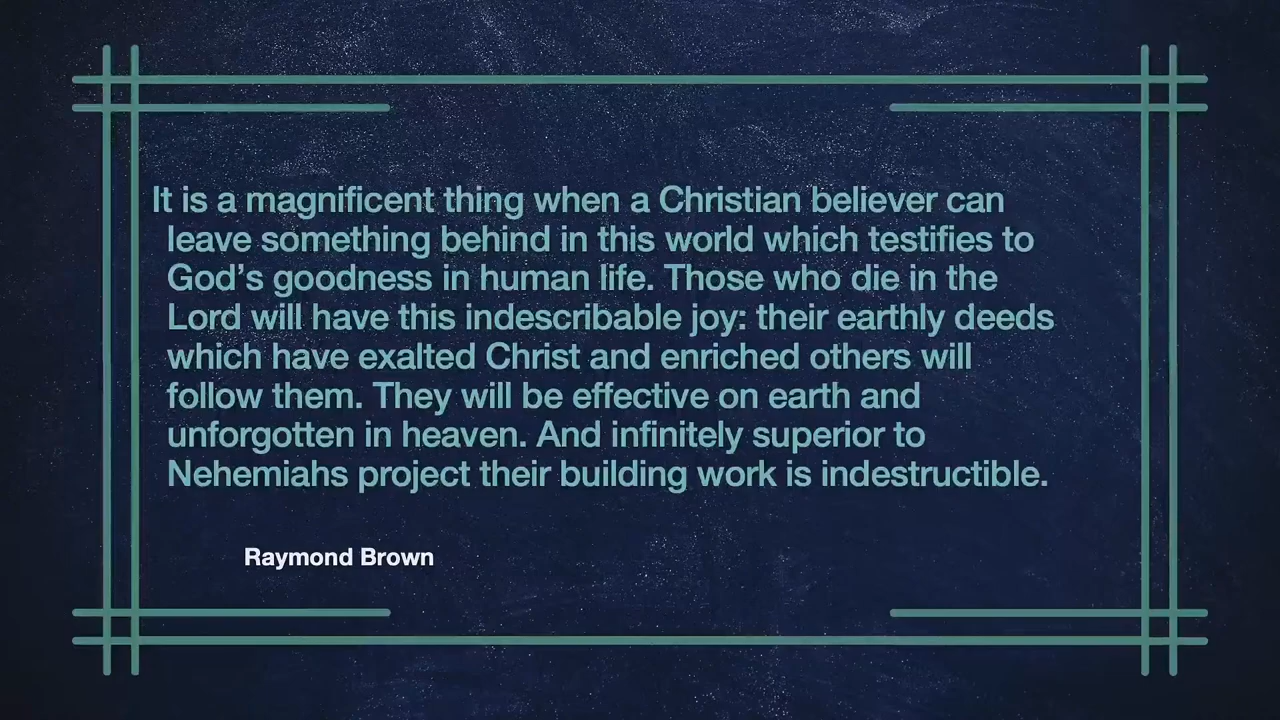 It is a magnificent thing when a Christian believer can
leave something behind in this world which testifies to
God’s goodness in human life. Those who die in the
Lord will have this indescribable joy: their earthly deeds
which have exalted Christ and enriched others will
follow them. They will be effective on earth and
unforgotten in heaven. And infinitely superior to
Nehemiahs project their building work is indestructible.
Raymond Brown